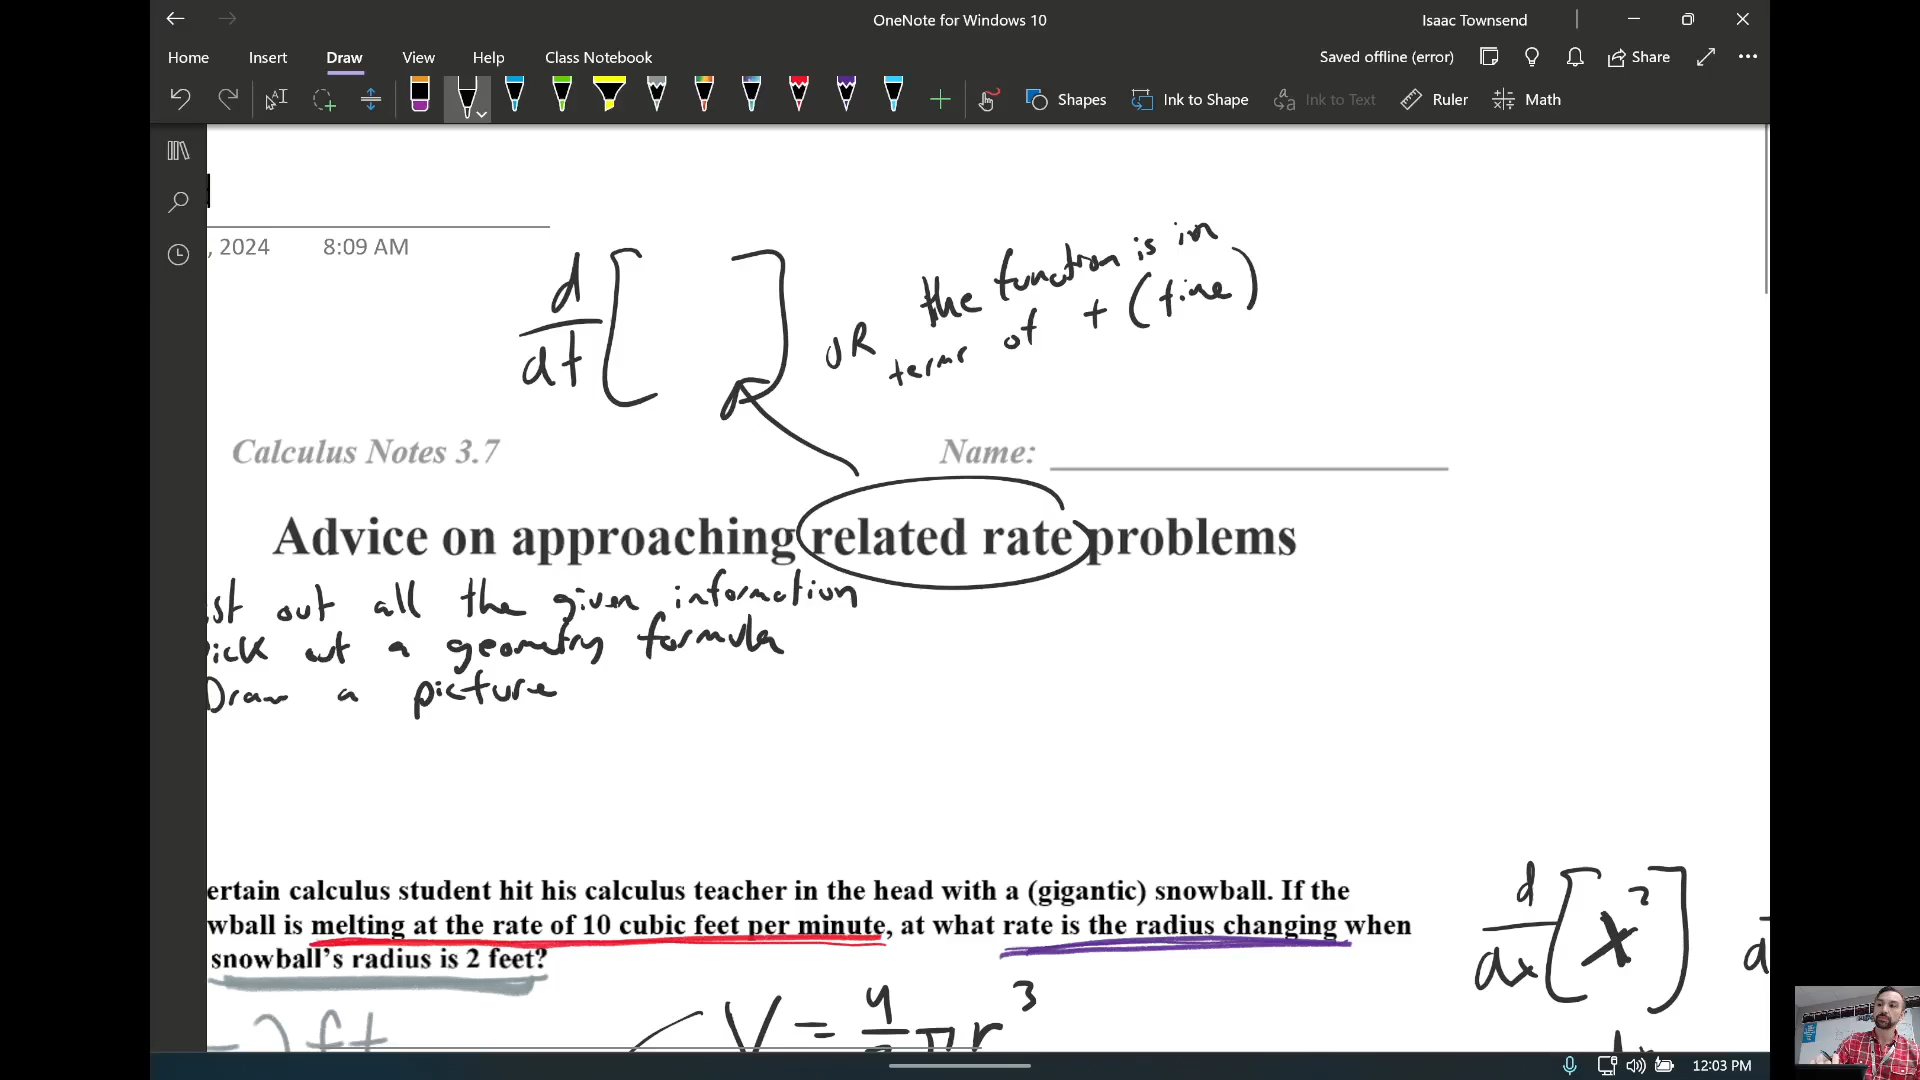 OneNote for Windows 10
Isaac Townsend
Home Insert Draw View Help Class Notebook
Saved offline (error) Share
Shapes Ink to Shape Ink to Text Ruler Math
, 2024 8:09 AM
d
dt [ ] OR the function is in
terms of t (time)
Calculus Notes 3.7 Name:
Advice on approaching related rate problems
ist out all the given information
ick out a geometry formula
Draw a picture
ertain calculus student hit his calculus teacher in the head with a (gigantic) snowball. If the
wball is melting at the rate of 10 cubic feet per minute, at what rate is the radius changing when
snowball's radius is 2 feet?
d
dx [x²]
d
= 2 ft
V = 4/3 πr³
12:03 PM